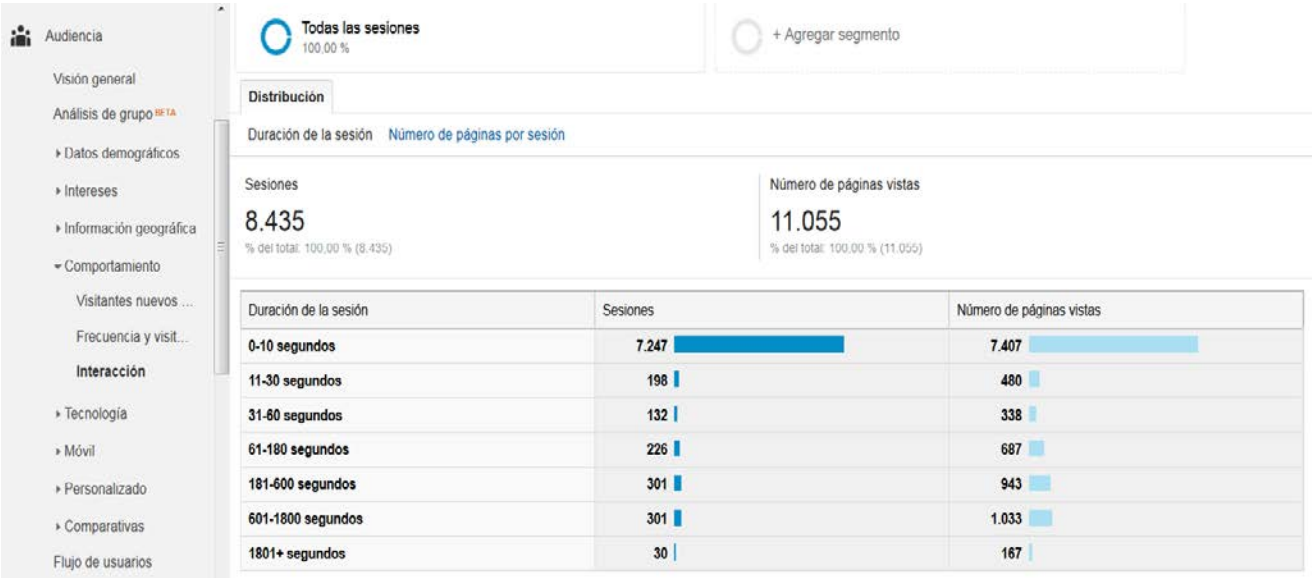 Audiencia
Visión general
Análisis de grupo BETA
Datos demográficos
Intereses
Información geográfica
Comportamiento
Visitantes nuevos ...
Frecuencia y visit...
Interacción
Tecnología
Móvil
Personalizado
Comparativas
Flujo de usuarios
Todas las sesiones
100,00 %
+ Agregar segmento
Distribución
Duración de la sesión Número de páginas por sesión
Sesiones
8.435
% del total: 100,00 % (8.435)
Número de páginas vistas
11.055
% del total: 100,00 % (11.055)
Duración de la sesión Sesiones Número de páginas vistas
0-10 segundos 7.247 7.407
11-30 segundos 198 480
31-60 segundos 132 338
61-180 segundos 226 687
181-600 segundos 301 943
601-1800 segundos 301 1.033
1801+ segundos 30 167